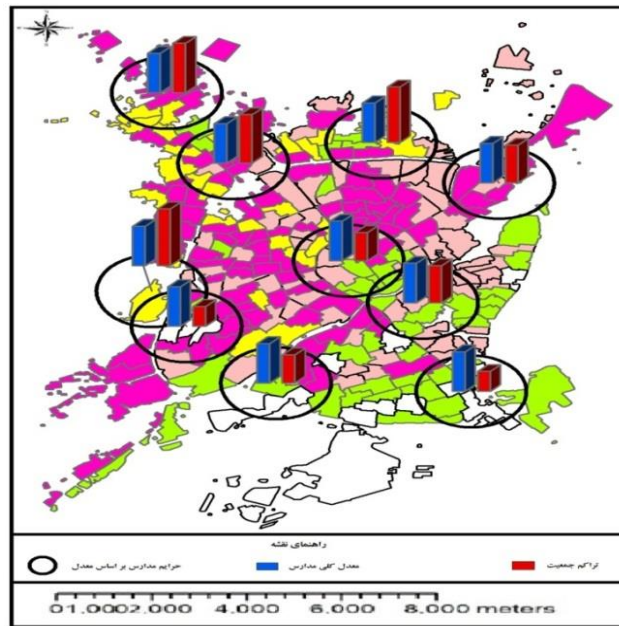 راهنمای نقشه
حرایم مدارس بر اساس معدل
معدل کلی مدارس
تراکم جمعیت
01,0002,000 4,000 6,000 8,000 meters